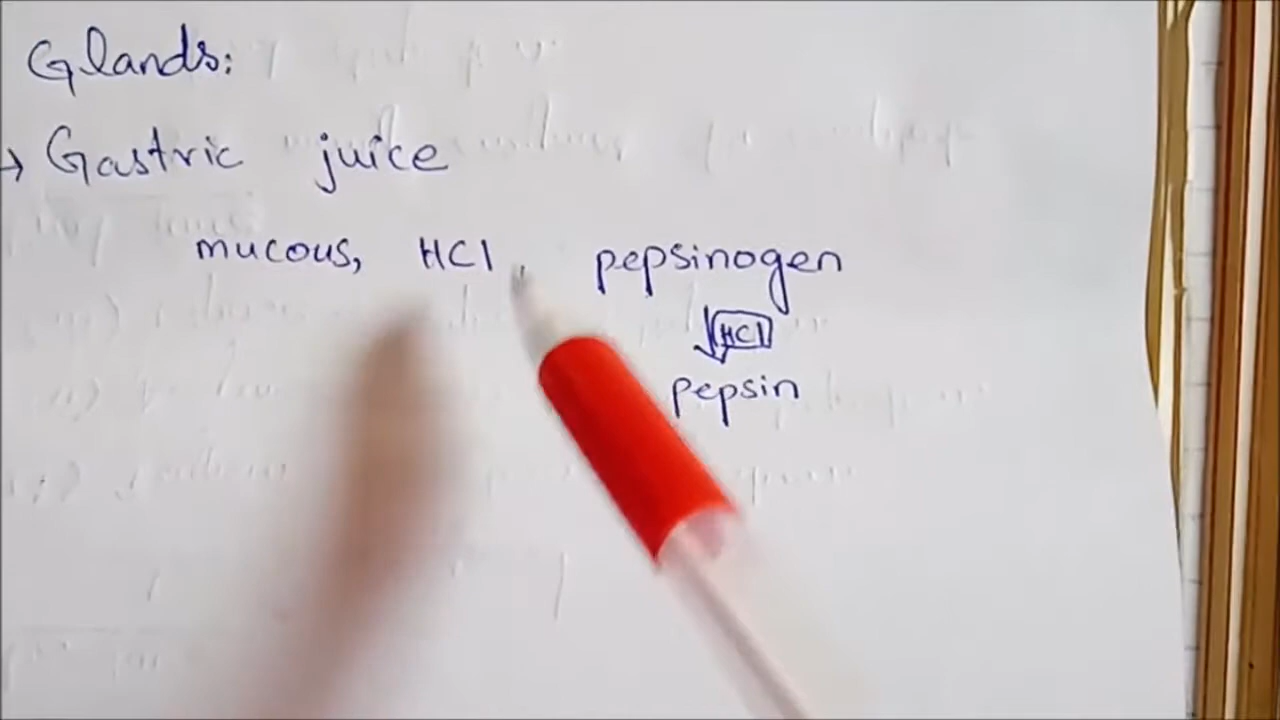 Glands:
→ Gastric juice
mucous, HCl, pepsinogen
↓ HCl
pepsin